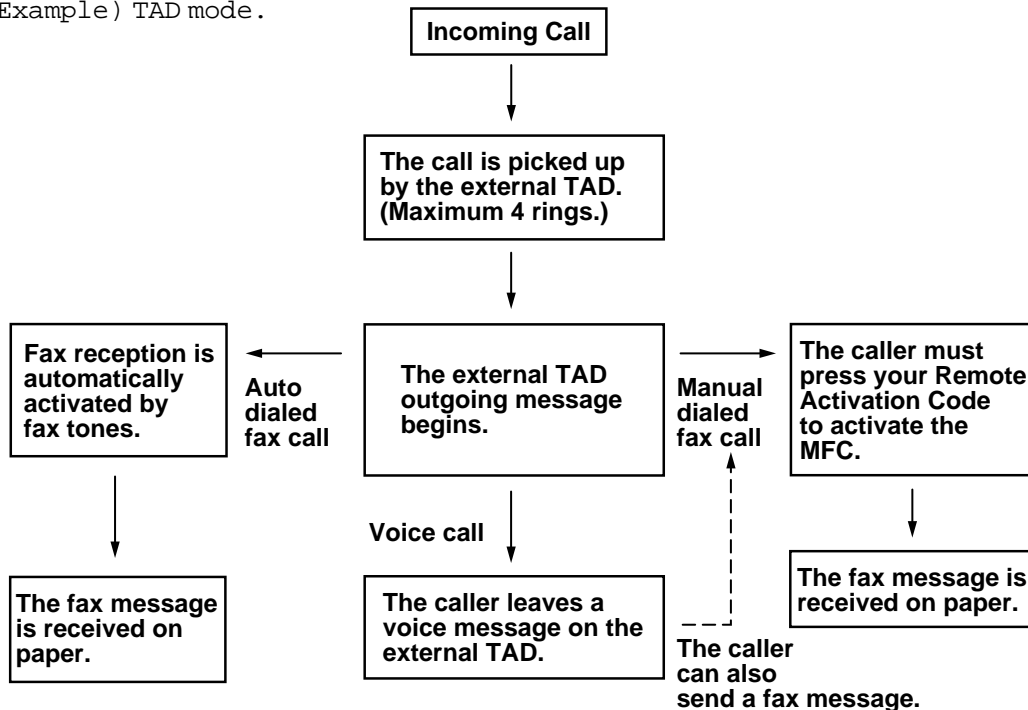 Example) TAD mode.
Incoming Call
The call is picked up
by the external TAD.
(Maximum 4 rings.)
The external TAD
outgoing message
begins.
Auto
dialed
fax call
Fax reception is
automatically
activated by
fax tones.
The fax message
is received on
paper.
Manual
dialed
fax call
The caller must
press your Remote
Activation Code
to activate the
MFC.
The fax message is
received on paper.
Voice call
The caller leaves a
voice message on the
external TAD.
The caller
can also
send a fax message.